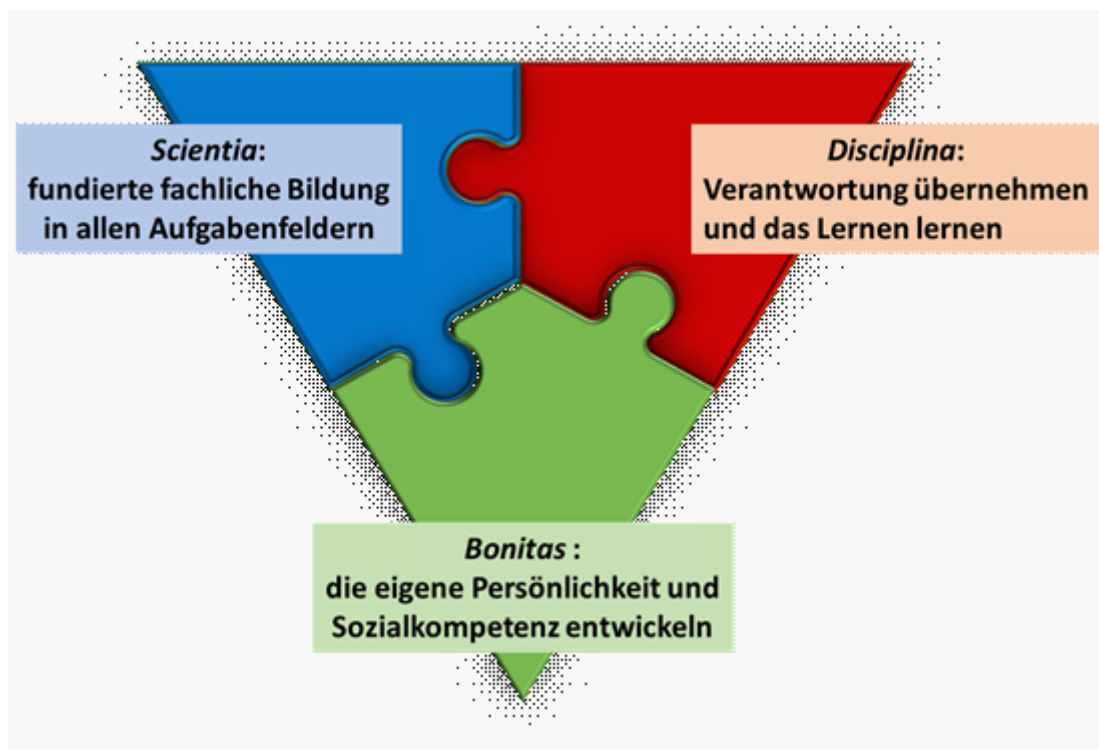 Scientia:
fundierte fachliche Bildung
in allen Aufgabenfeldern
Disciplina:
Verantwortung übernehmen
und das Lernen lernen
Bonitas :
die eigene Persönlichkeit und
Sozialkompetenz entwickeln